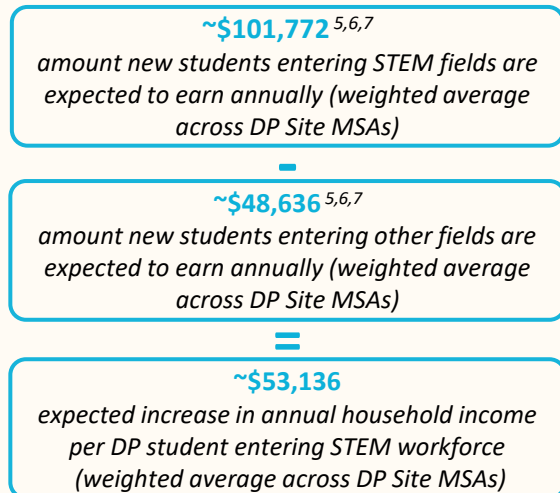 ~$101,772 5,6,7
amount new students entering STEM fields are
expected to earn annually (weighted average
across DP Site MSAs)
-
~$48,636 5,6,7
amount new students entering other fields are
expected to earn annually (weighted average
across DP Site MSAs)
=
~$53,136
expected increase in annual household income
per DP student entering STEM workforce
(weighted average across DP Site MSAs)